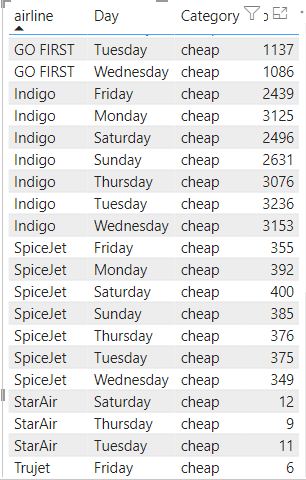 airline Day Category
GO FIRST Tuesday cheap 1137
GO FIRST Wednesday cheap 1086
Indigo Friday cheap 2439
Indigo Monday cheap 3125
Indigo Saturday cheap 2496
Indigo Sunday cheap 2631
Indigo Thursday cheap 3076
Indigo Tuesday cheap 3236
Indigo Wednesday cheap 3153
SpiceJet Friday cheap 355
SpiceJet Monday cheap 392
SpiceJet Saturday cheap 400
SpiceJet Sunday cheap 385
SpiceJet Thursday cheap 376
SpiceJet Tuesday cheap 375
SpiceJet Wednesday cheap 349
StarAir Saturday cheap 12
StarAir Thursday cheap 9
StarAir Tuesday cheap 11
Trujet Friday cheap 6